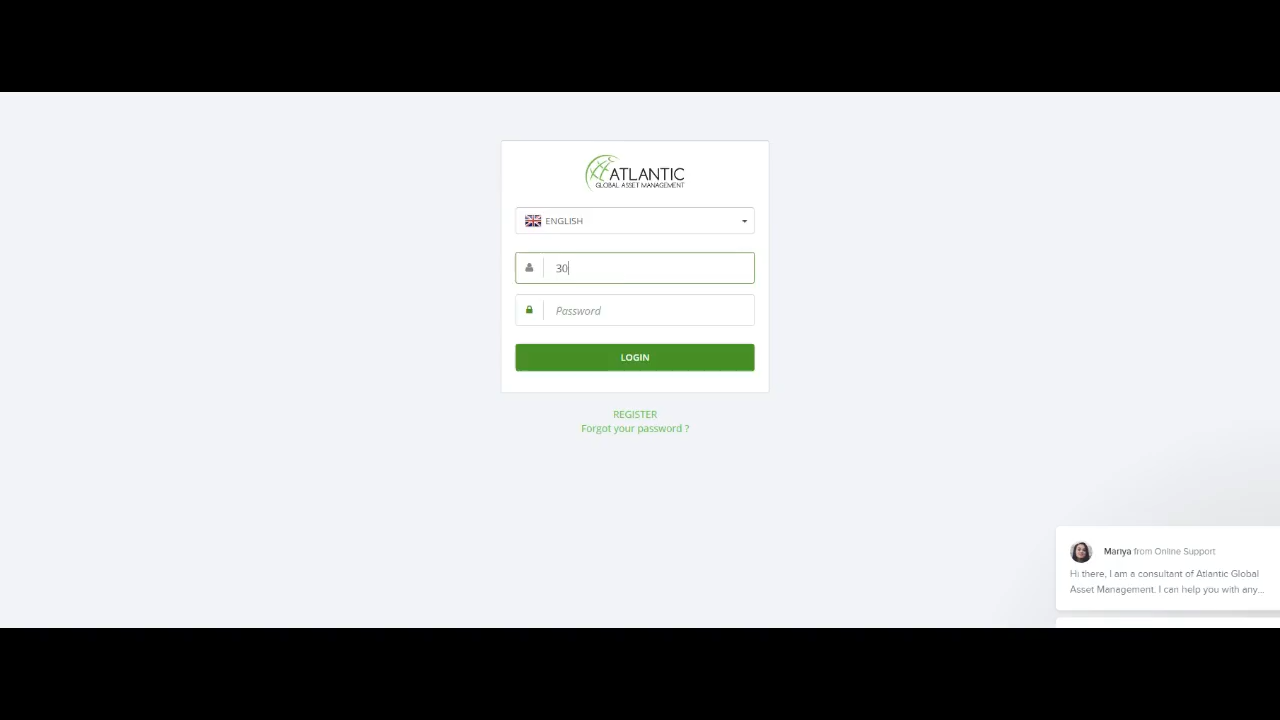 ATLANTIC
GLOBAL ASSET MANAGEMENT
ENGLISH
30
Password
LOGIN
REGISTER
Forgot your password ?
Mariya from Online Support
Hi there, I am a consultant of Atlantic Global
Asset Management. I can help you with any...